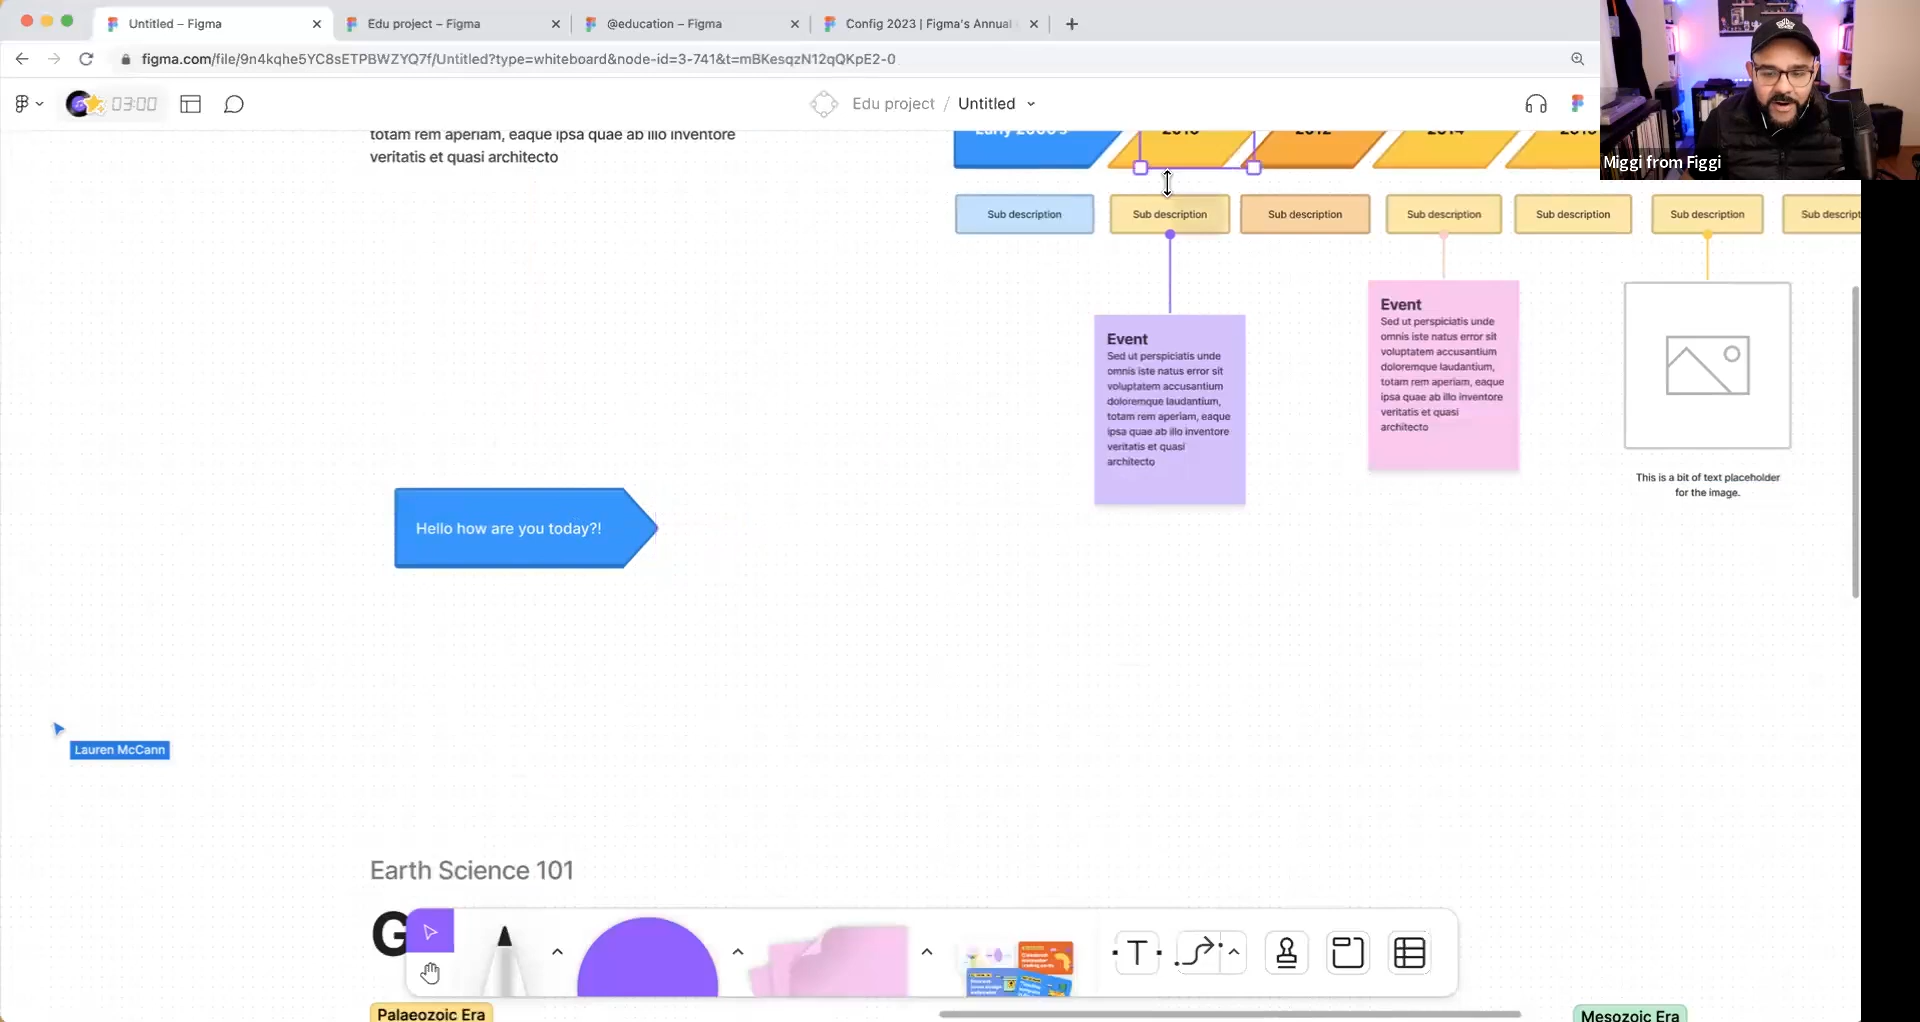 Untitled – Figma
Edu project – Figma
@education – Figma
Config 2023 | Figma's Annual
figma.com/file/9n4kqhe5YC8sETPBWZYQ7f/Untitled?type=whiteboard&node-id=3-741&t=mBKesqzN12qQKpE2-0
03:00
Edu project / Untitled
Miggi from Figgi
totam rem aperiam, eaque ipsa quae ab illo inventore
veritatis et quasi architecto
Early 2000's
2010
2012
2014
Sub description
Sub description
Sub description
Sub description
Sub description
Sub description
Sub descript
Event
Sed ut perspiciatis unde
omnis iste natus error sit
voluptatem accusantium
doloremque laudantium,
totam rem aperiam, eaque
ipsa quae ab illo inventore
veritatis et quasi
architecto
Event
Sed ut perspiciatis unde
omnis iste natus error sit
voluptatem accusantium
doloremque laudantium,
totam rem aperiam, eaque
ipsa quae ab illo inventore
veritatis et quasi
architecto
This is a bit of text placeholder
for the image.
Hello how are you today?!
Lauren McCann
Earth Science 101
G
T
Palaeozoic Era
Mesozoic Era